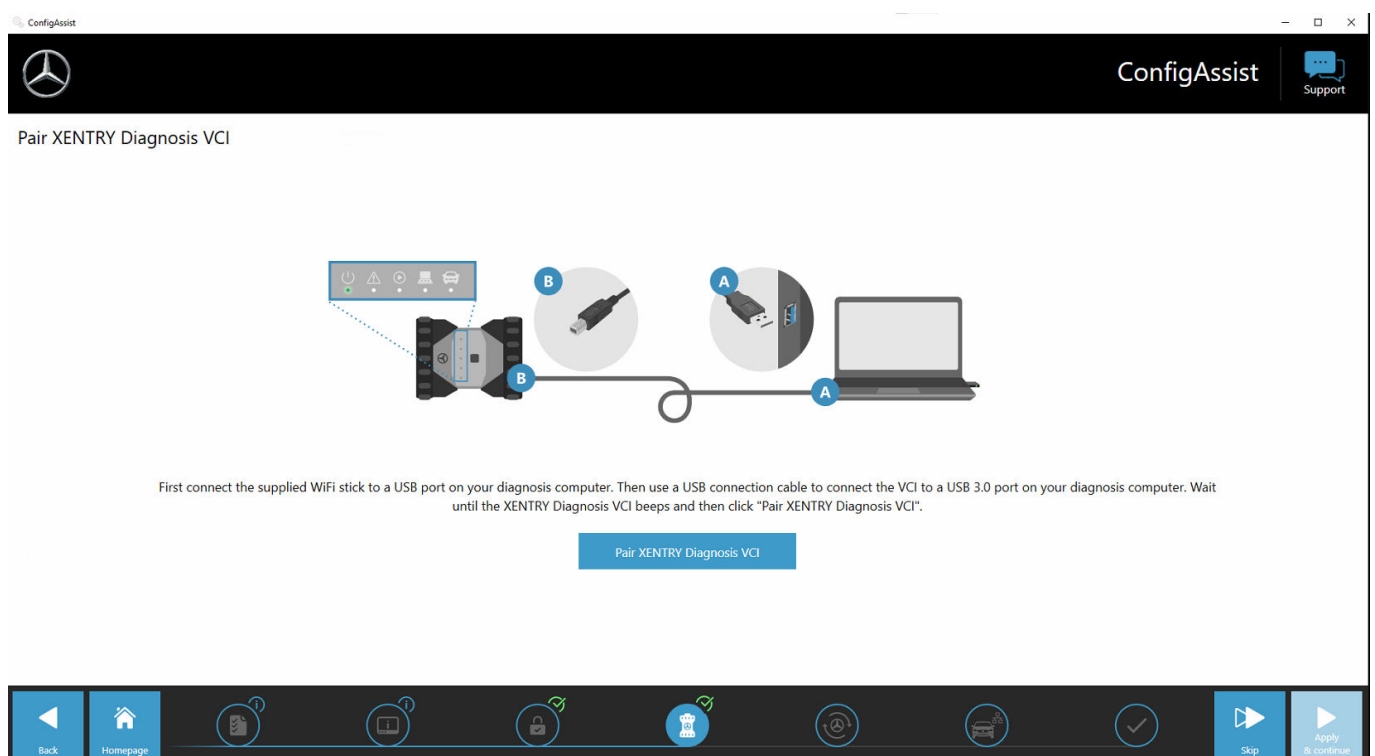 ConfigAssist
ConfigAssist
Support
Pair XENTRY Diagnosis VCI
B
A
B
A
First connect the supplied WiFi stick to a USB port on your diagnosis computer. Then use a USB connection cable to connect the VCI to a USB 3.0 port on your diagnosis computer. Wait
until the XENTRY Diagnosis VCI beeps and then click "Pair XENTRY Diagnosis VCI".
Pair XENTRY Diagnosis VCI
Back
Homepage
Skip
Apply
& continue